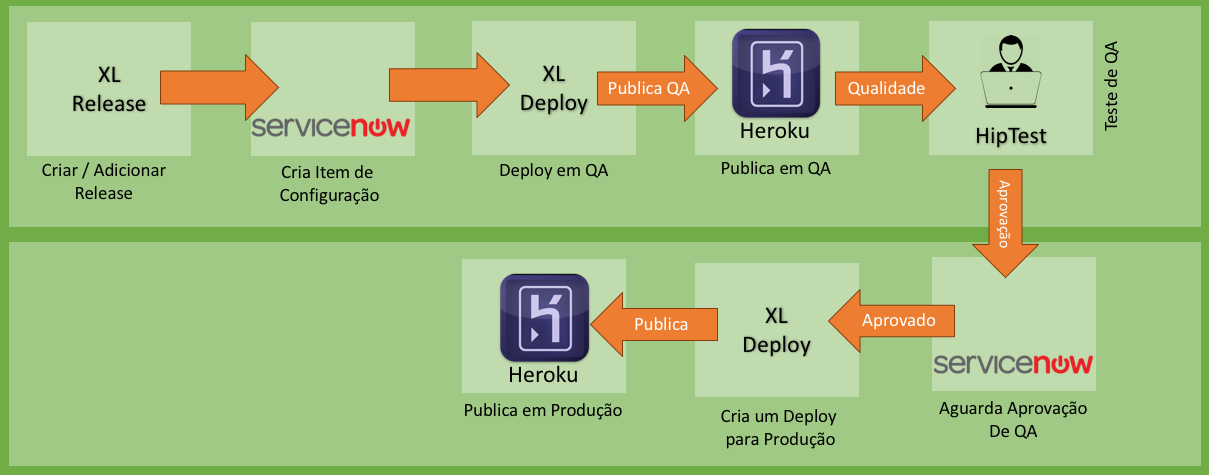 XL
Release
servicenow
Criar / Adicionar
Release
Cria Item de
Configuração
XL
Deploy
Deploy em QA
Publica QA
Heroku
Publica em QA
Qualidade
HipTest
Teste de QA
Aprovação
servicenow
Aguarda Aprovação
De QA
Aprovado
XL
Deploy
Cria um Deploy
para Produção
Publica
Heroku
Publica em Produção